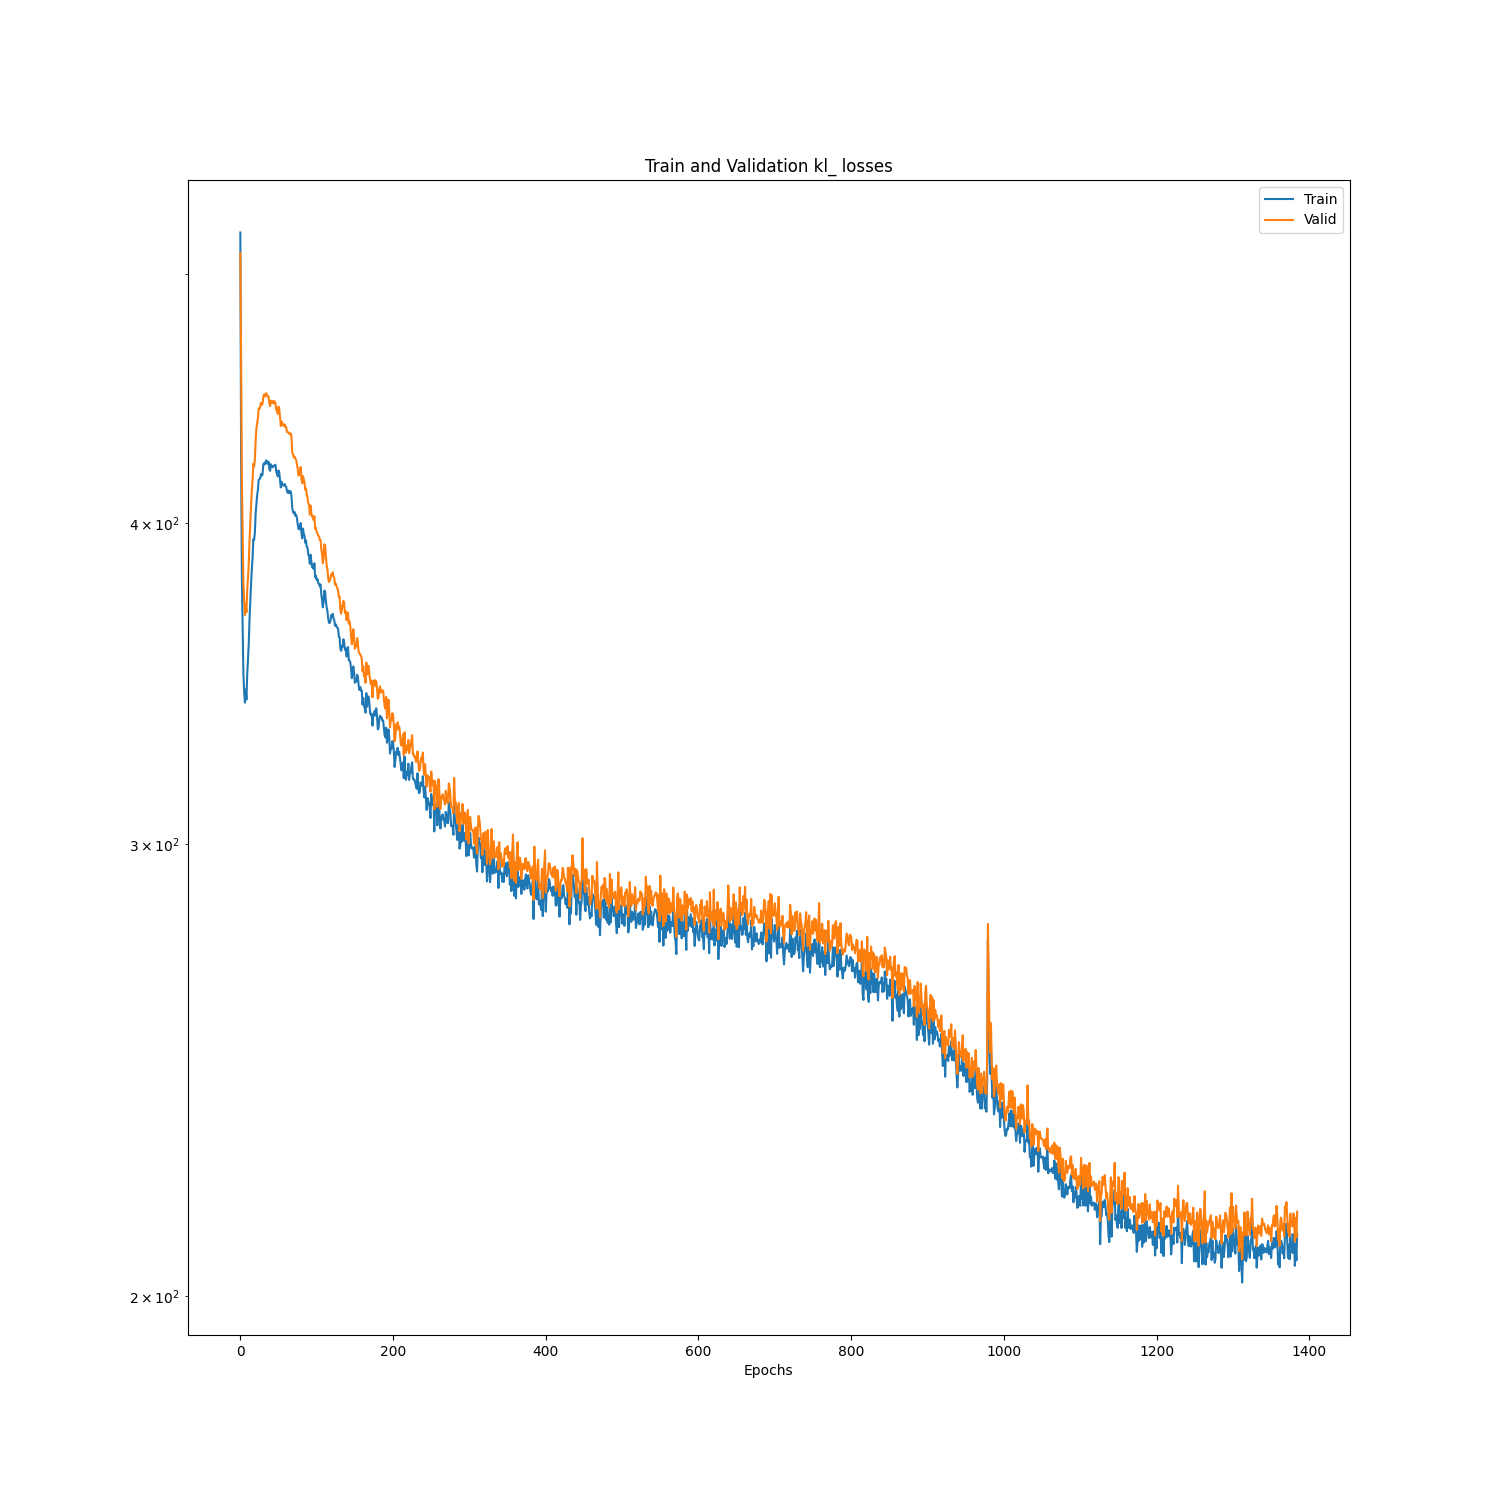 Train and Validation kl_ losses
Train
Valid
4 × 10²
3 × 10²
2 × 10²
0 200 400 600 800 1000 1200 1400
Epochs